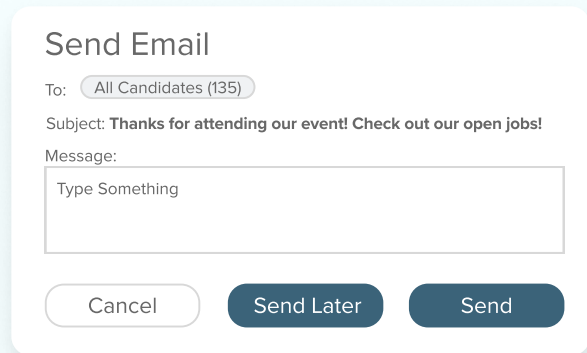 Send Email
To: All Candidates (135)
Subject: Thanks for attending our event! Check out our open jobs!
Message:
Type Something
Cancel Send Later Send